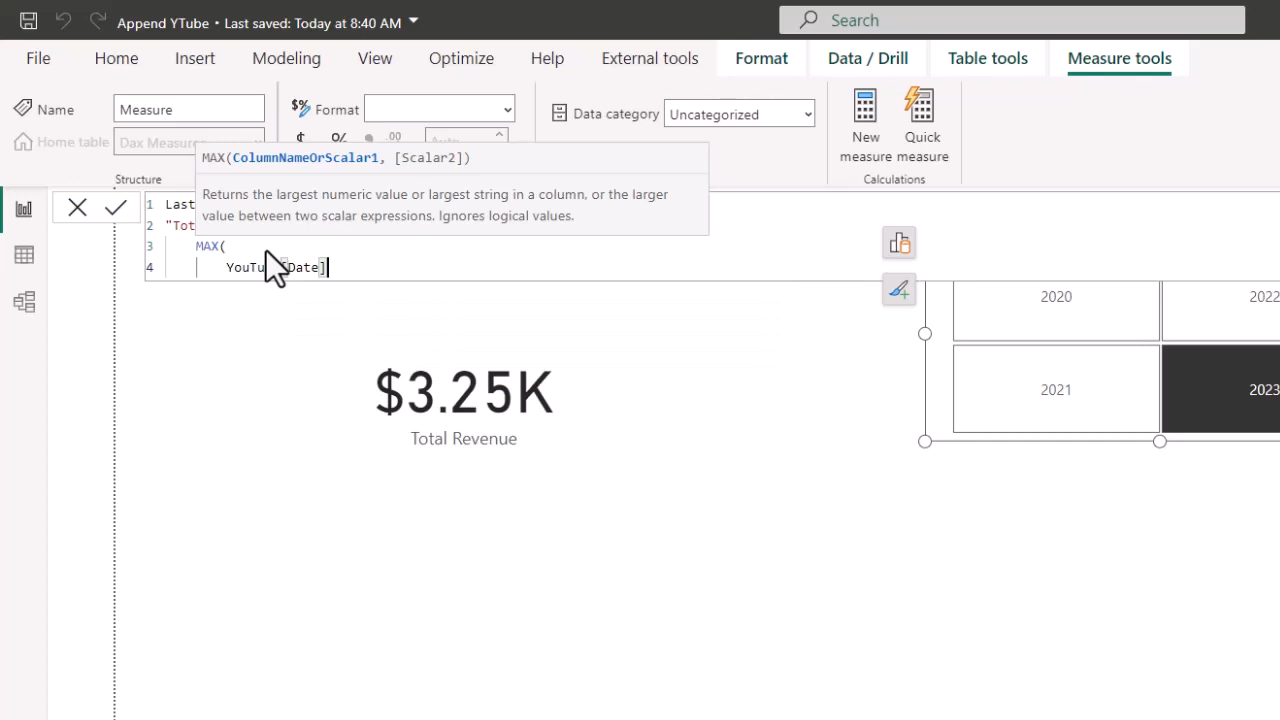 Append YTube • Last saved: Today at 8:40 AM
Search
File Home Insert Modeling View Optimize Help External tools Format Data / Drill Table tools Measure tools
Name Measure
Format
Data category Uncategorized
Home table Dax Measures
$ % .00 Auto
New measure
Quick measure
Structure
Calculations
MAX(ColumnNameOrScalar1, [Scalar2])
Returns the largest numeric value or largest string in a column, or the larger
value between two scalar expressions. Ignores logical values.
1 Last
2 "Tot
3 MAX(
4 Date]
2020 2022
2021 2023
$3.25K
Total Revenue